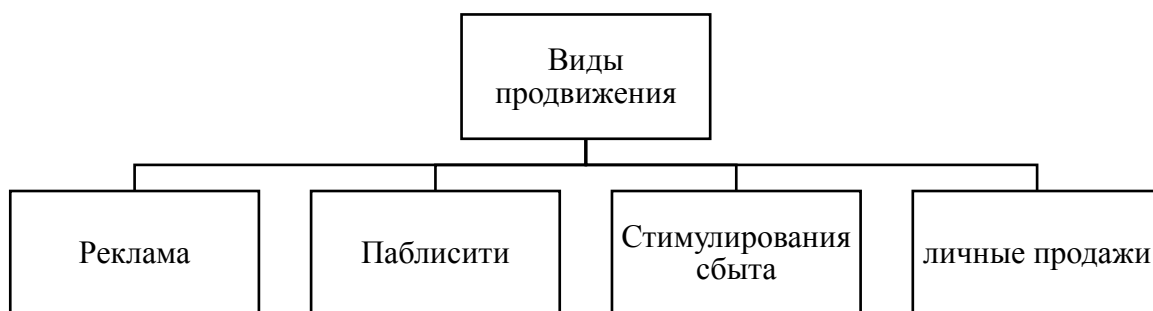 Виды
продвижения
Реклама
Паблисити
Стимулирования
сбыта
личные продажи